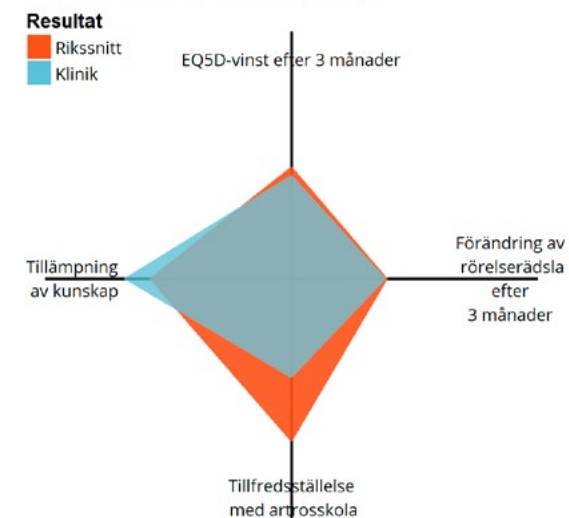 Resultat
Rikssnitt
Klinik
EQ5D-vinst efter 3 månader
Förändring av
rörelserädsla
efter
3 månader
Tillämpning
av kunskap
Tillfredsställelse
med artrosskola